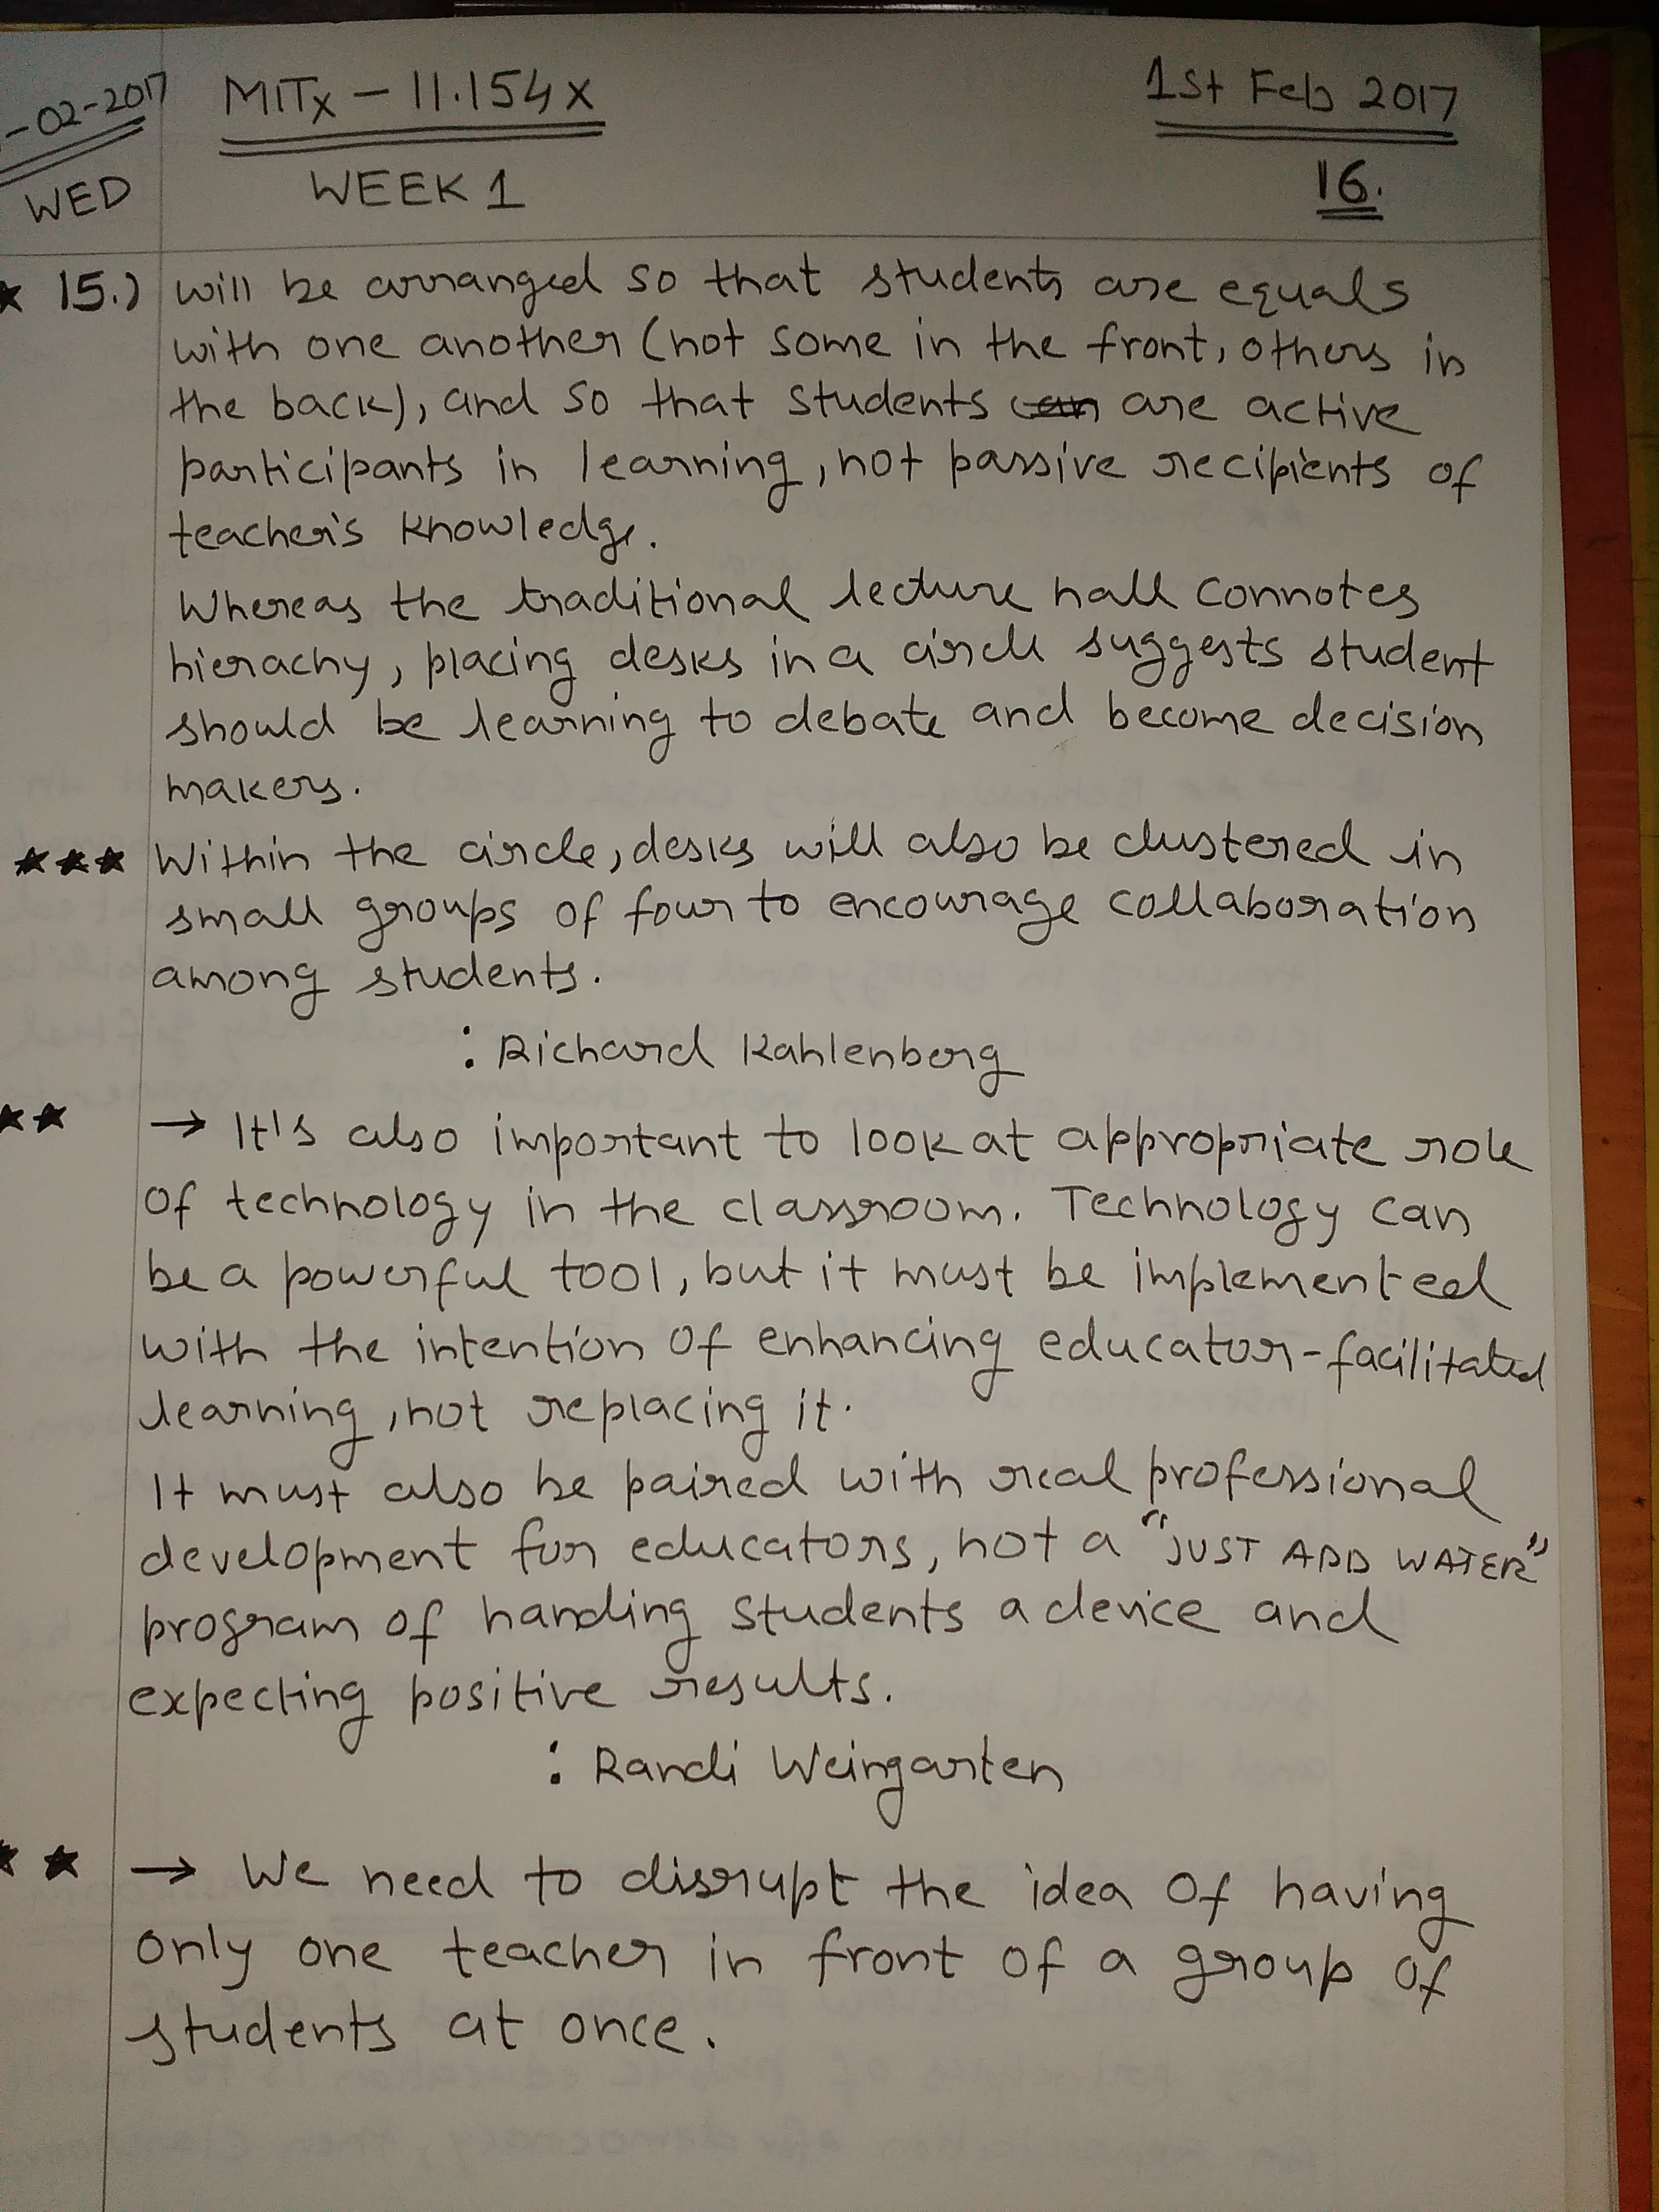 -02-2017
MITx - 11.154x
1st Feb 2017
WED
WEEK 1
16.
15.) will be arranged so that students are equals
with one another (not some in the front, others in
the back), and so that students can are active
participants in learning, not passive recipients of
teacher's knowledge.
Whereas the traditional lecture hall connotes
hierachy, placing desks in a circle suggests student
should be learning to debate and become decision
makers.
Within the circle, desks will also be clustered in
small groups of four to encourage collaboration
among students.
: Richard Kahlenberg
→ It's also important to look at appropriate role
of technology in the classroom. Technology can
be a powerful tool, but it must be implemented
with the intention of enhancing educator-facilitated
learning, not replacing it.
It must also be paired with real professional
development for educators, not a "JUST ADD WATER"
program of handing students a device and
expecting positive results.
: Randi Weingarten
→ We need to disrupt the idea of having
only one teacher in front of a group of
students at once.